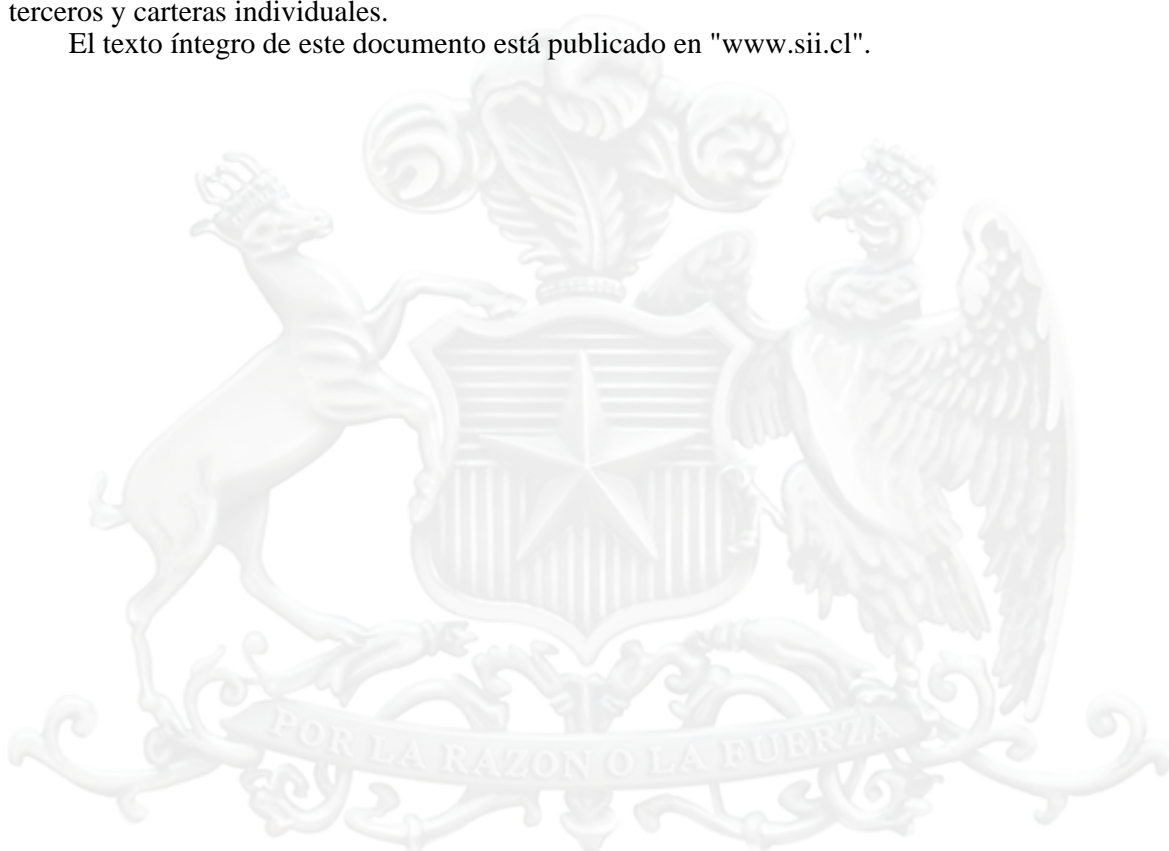 terceros y carteras individuales.
El texto íntegro de este documento está publicado en "www.sii.cl".
POR LA RAZON O LA FUERZA